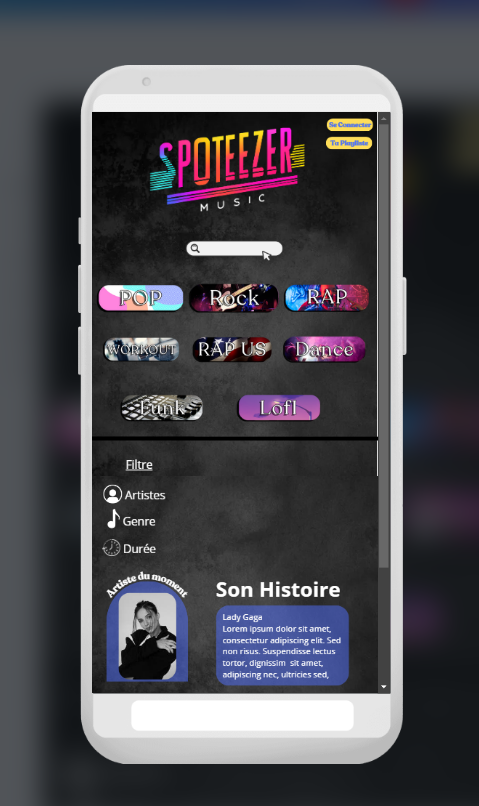 Se Connecter
Ta Playliste
SPOTEEZER
MUSIC
POP
Rock
RAP
WORKOUT
RAP US
Dance
Funk
Lofi
Filtre
Artistes
Genre
Durée
Artiste du moment
Son Histoire
Lady Gaga
Lorem ipsum dolor sit amet,
consectetur adipiscing elit. Sed
non risus. Suspendisse lectus
tortor, dignissim sit amet,
adipiscing nec, ultricies sed,